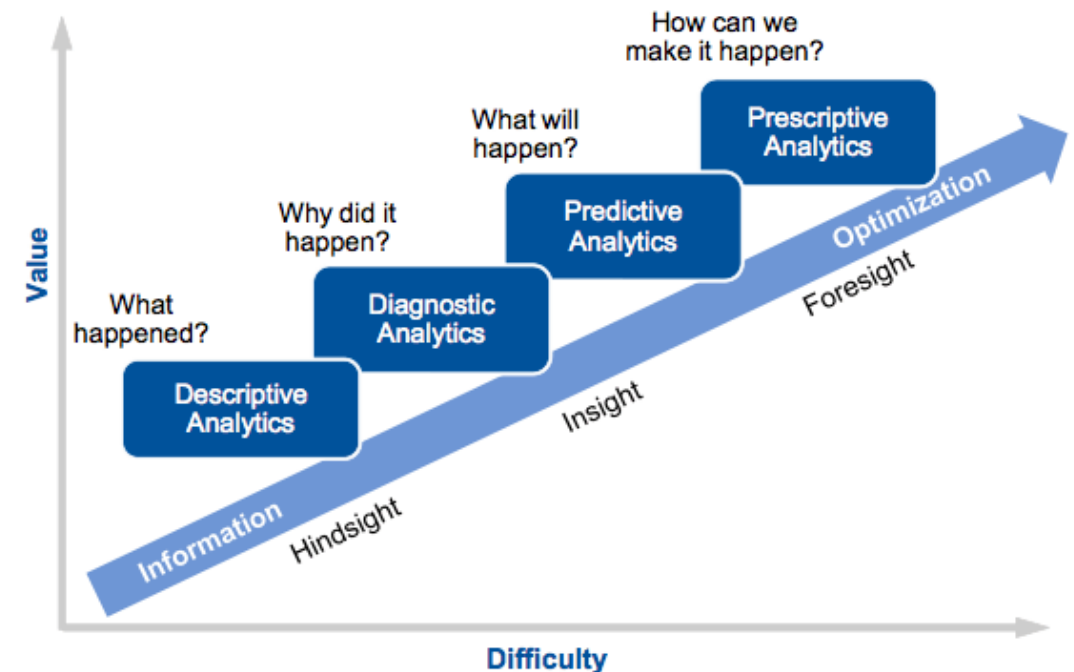 How can we
make it happen?
Prescriptive
Analytics
What will
happen?
Predictive
Analytics
Why did it
happen?
Diagnostic
Analytics
What
happened?
Descriptive
Analytics
Value
Information
Optimization
Hindsight
Insight
Foresight
Difficulty